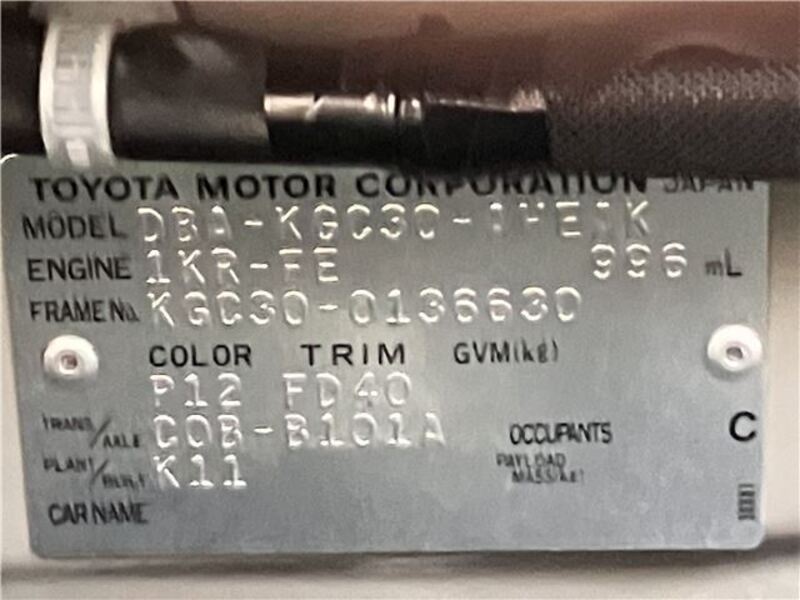 TOYOTA MOTOR CORPORATION JAPAN
MODEL DBA-KGC30-AHEGK
ENGINE 1KR-FE 996 mL
FRAME No. KGC30-0136630
COLOR TRIM GVM(kg)
P12 FD40
TRANS/AXLE C0B-B101A OCCUPANTS C
PLANT/BUILT K11 PAYLOAD MASS(kg)
CAR NAME